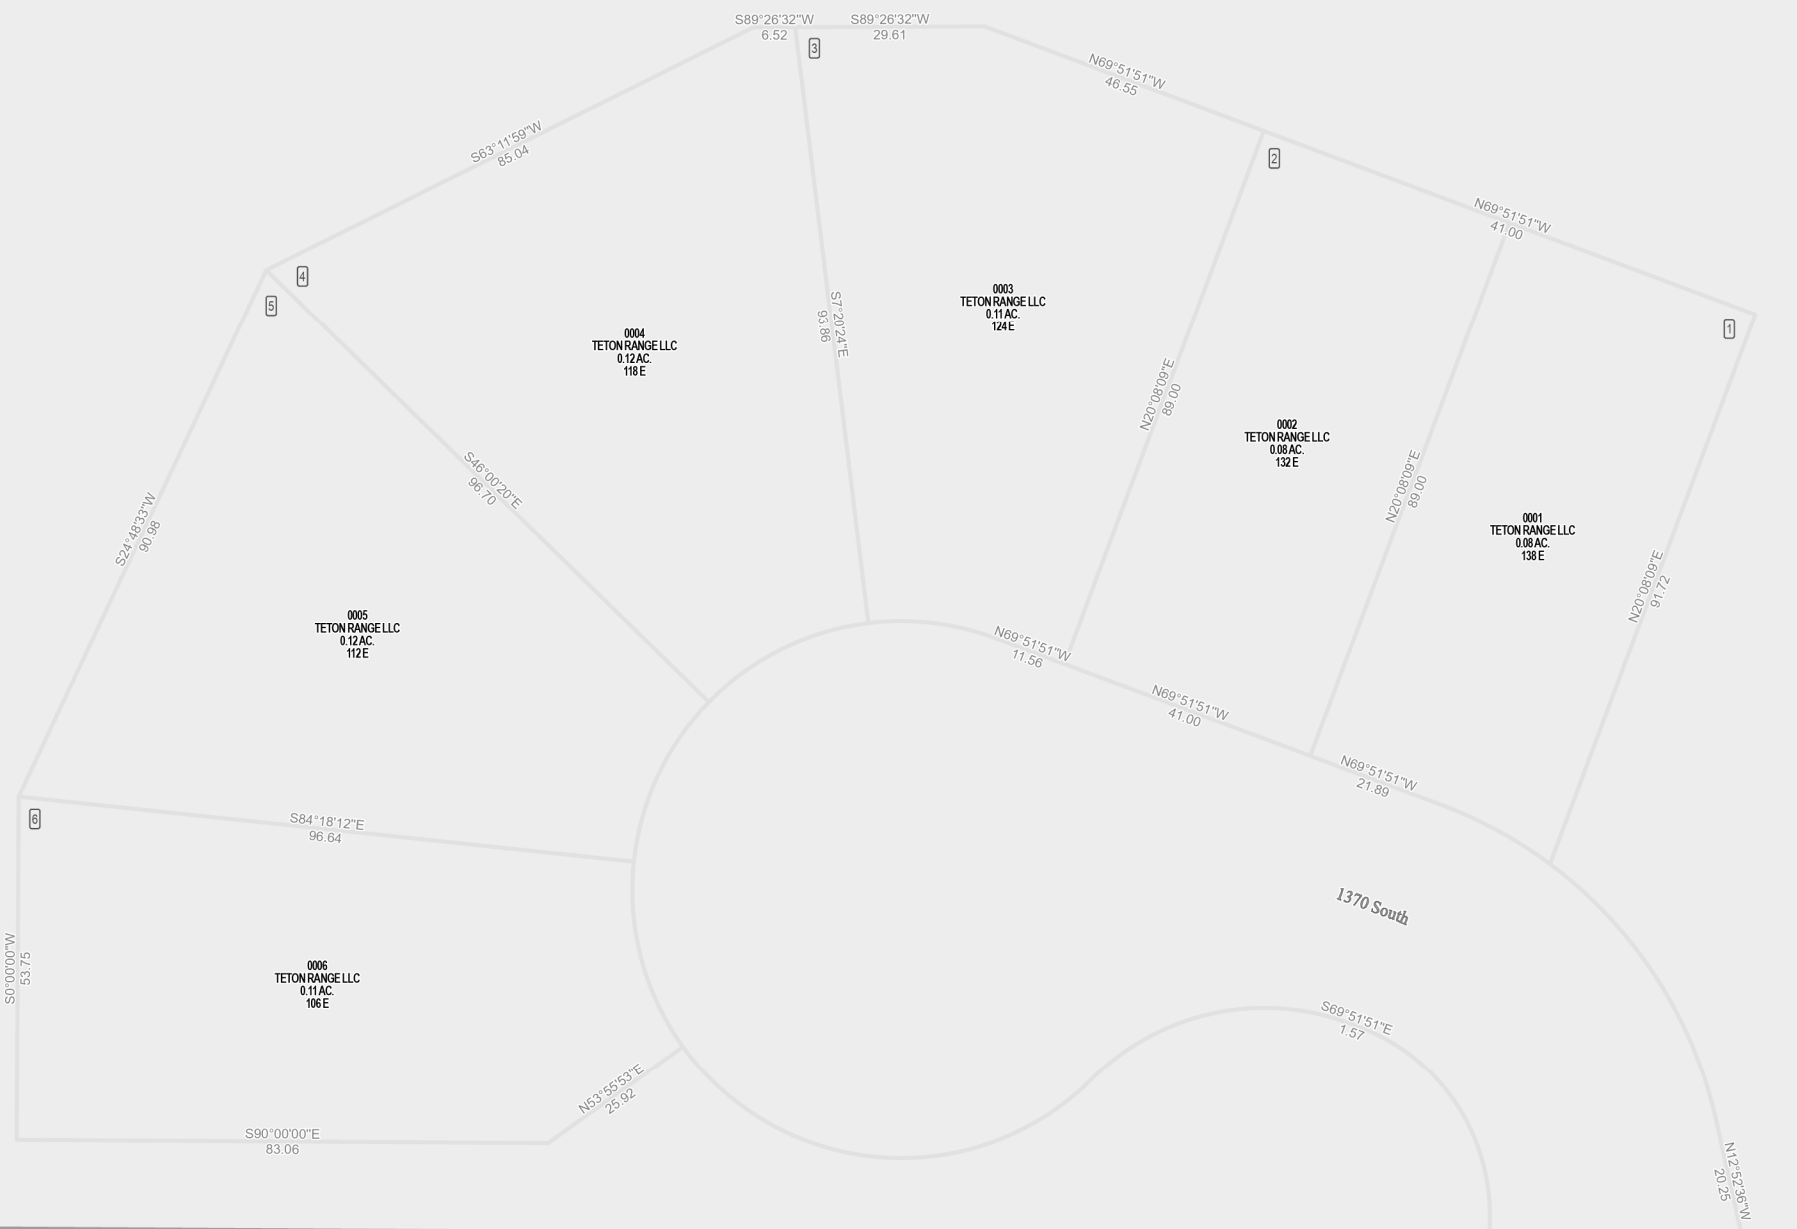 S89°26'32"W
6.52
S89°26'32"W
29.61
3
N69°51'51"W
46.55
S63°11'59"W
85.04
2
N69°51'51"W
41.00
4
5
1
0003
TETON RANGE LLC
0.11 AC.
124 E
S7°20'24"E
93.86
0004
TETON RANGE LLC
0.12 AC.
118 E
N20°08'09"E
89.00
0002
TETON RANGE LLC
0.08 AC.
132 E
S46°00'20"E
96.70
N20°08'09"E
89.00
S24°48'33"W
90.98
0001
TETON RANGE LLC
0.08 AC.
138 E
N20°08'09"E
91.72
0005
TETON RANGE LLC
0.12 AC.
112 E
N69°51'51"W
11.56
N69°51'51"W
41.00
N69°51'51"W
21.89
6
S84°18'12"E
96.64
1370 South
S0°00'00"W
53.75
0006
TETON RANGE LLC
0.11 AC.
106 E
S69°51'51"E
1.57
N53°55'53"E
25.92
S90°00'00"E
83.06
N12°52'36"W
20.25